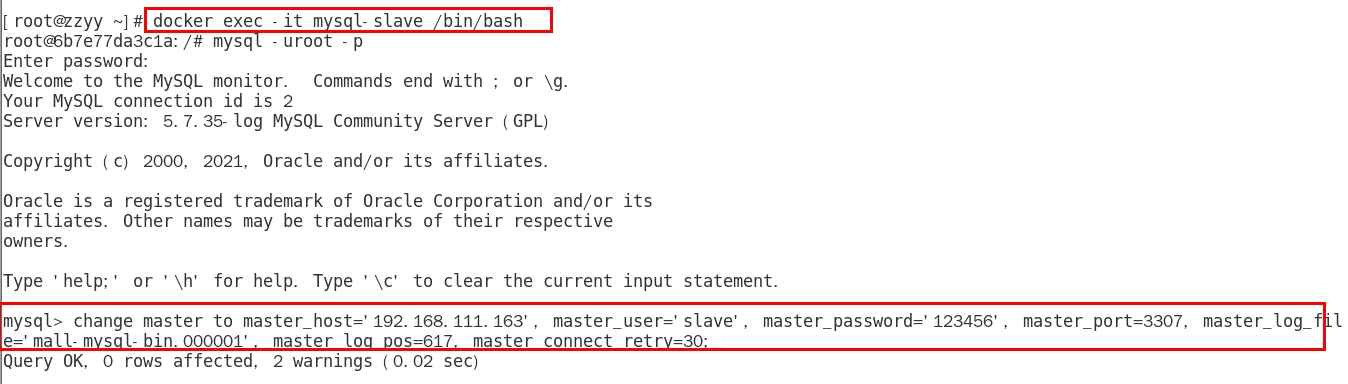 [root@zzyy ~]# docker exec -it mysql-slave /bin/bash
root@6b7e77da3c1a:/# mysql -uroot -p
Enter password:
Welcome to the MySQL monitor.  Commands end with ; or \g.
Your MySQL connection id is 2
Server version: 5.7.35-log MySQL Community Server (GPL)
Copyright (c) 2000, 2021, Oracle and/or its affiliates.
Oracle is a registered trademark of Oracle Corporation and/or its
affiliates. Other names may be trademarks of their respective
owners.
Type 'help;' or '\h' for help. Type '\c' to clear the current input statement.
mysql> change master to master_host='192.168.111.163', master_user='slave', master_password='123456', master_port=3307, master_log_fil
e='mall-mysql-bin.000001', master_log_pos=617, master_connect_retry=30;
Query OK, 0 rows affected, 2 warnings (0.02 sec)